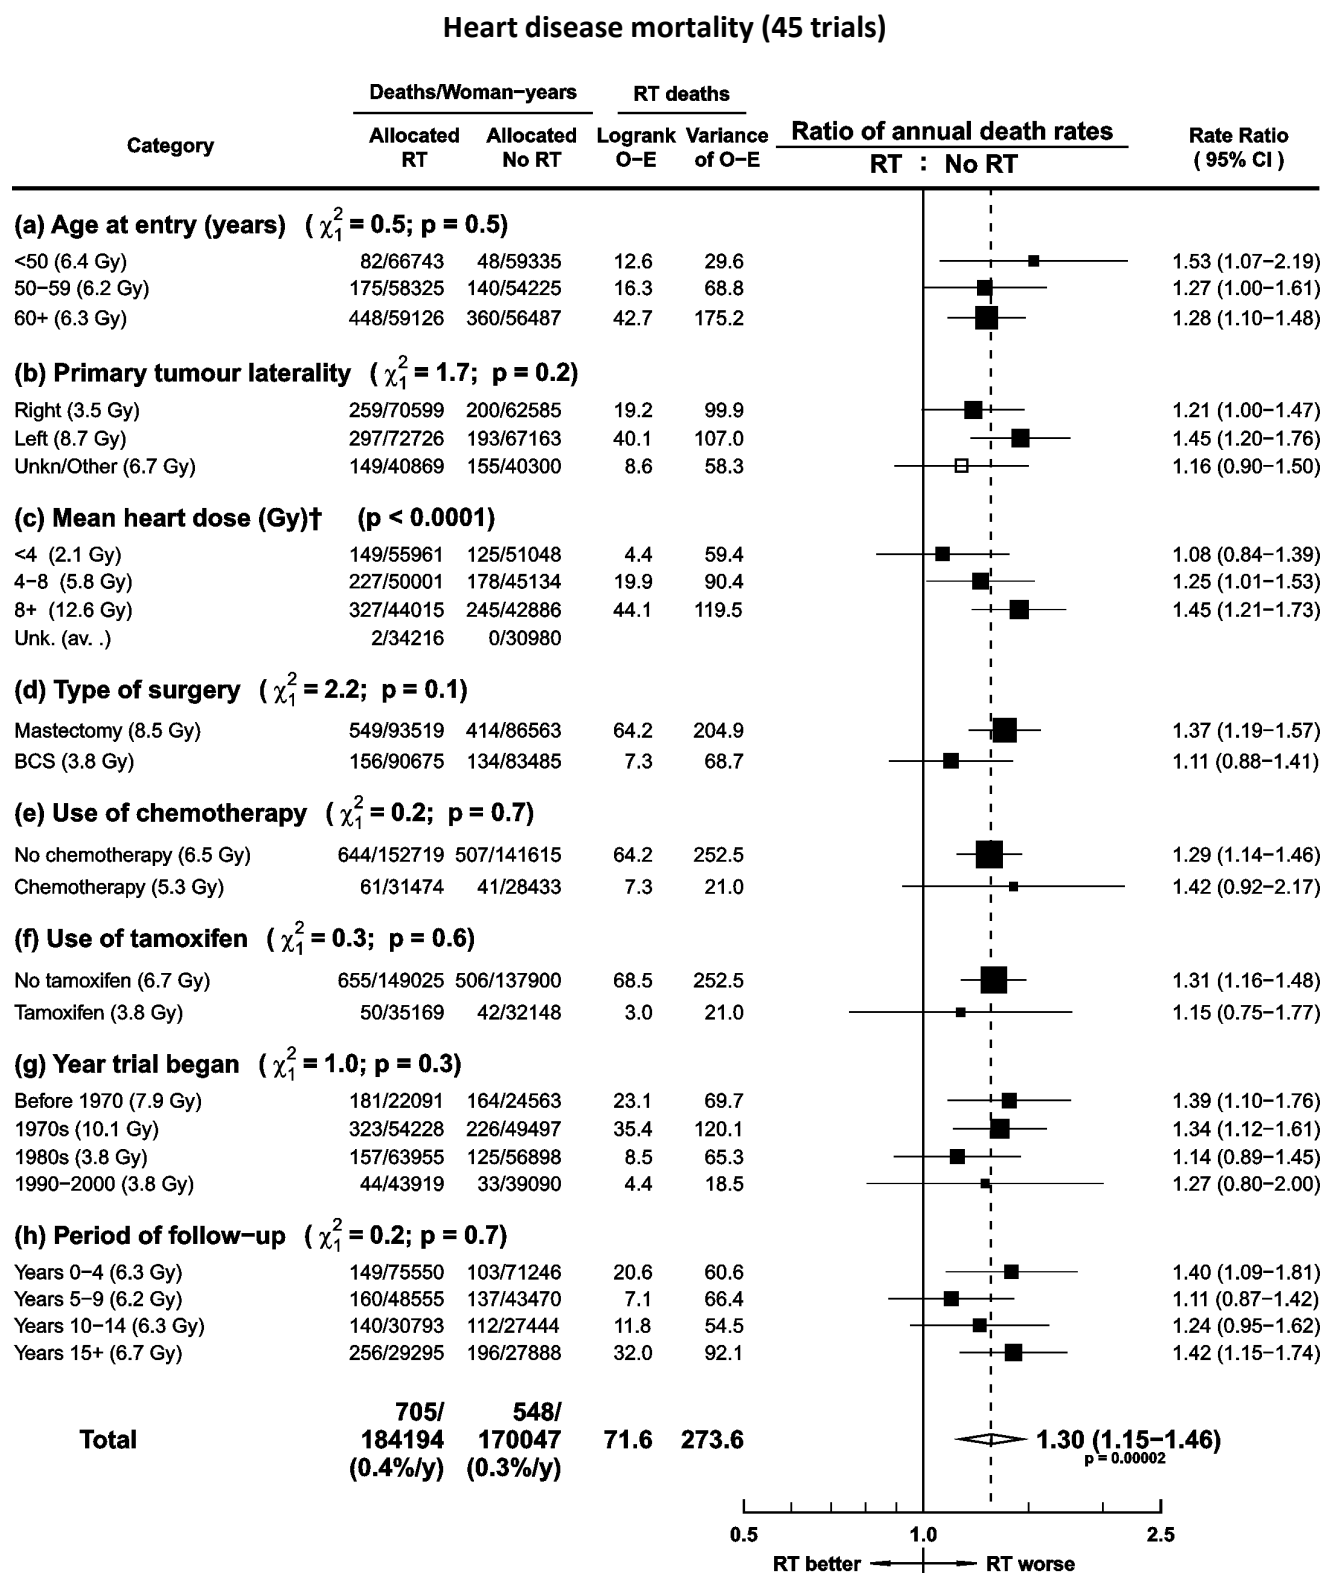 Heart disease mortality (45 trials)
Deaths/Woman−years RT deaths
Category Allocated RT Allocated No RT Logrank O−E Variance of O−E Ratio of annual death rates RT : No RT Rate Ratio ( 95% CI )
(a) Age at entry (years) ( χ²₁ = 0.5; p = 0.5)
<50 (6.4 Gy) 82/66743 48/59335 12.6 29.6 1.53 (1.07−2.19)
50−59 (6.2 Gy) 175/58325 140/54225 16.3 68.8 1.27 (1.00−1.61)
60+ (6.3 Gy) 448/59126 360/56487 42.7 175.2 1.28 (1.10−1.48)
(b) Primary tumour laterality ( χ²₁ = 1.7; p = 0.2)
Right (3.5 Gy) 259/70599 200/62585 19.2 99.9 1.21 (1.00−1.47)
Left (8.7 Gy) 297/72726 193/67163 40.1 107.0 1.45 (1.20−1.76)
Unkn/Other (6.7 Gy) 149/40869 155/40300 8.6 58.3 1.16 (0.90−1.50)
(c) Mean heart dose (Gy)† (p < 0.0001)
<4 (2.1 Gy) 149/55961 125/51048 4.4 59.4 1.08 (0.84−1.39)
4−8 (5.8 Gy) 227/50001 178/45134 19.9 90.4 1.25 (1.01−1.53)
8+ (12.6 Gy) 327/44015 245/42886 44.1 119.5 1.45 (1.21−1.73)
Unk. (av. .) 2/34216 0/30980
(d) Type of surgery ( χ²₁ = 2.2; p = 0.1)
Mastectomy (8.5 Gy) 549/93519 414/86563 64.2 204.9 1.37 (1.19−1.57)
BCS (3.8 Gy) 156/90675 134/83485 7.3 68.7 1.11 (0.88−1.41)
(e) Use of chemotherapy ( χ²₁ = 0.2; p = 0.7)
No chemotherapy (6.5 Gy) 644/152719 507/141615 64.2 252.5 1.29 (1.14−1.46)
Chemotherapy (5.3 Gy) 61/31474 41/28433 7.3 21.0 1.42 (0.92−2.17)
(f) Use of tamoxifen ( χ²₁ = 0.3; p = 0.6)
No tamoxifen (6.7 Gy) 655/149025 506/137900 68.5 252.5 1.31 (1.16−1.48)
Tamoxifen (3.8 Gy) 50/35169 42/32148 3.0 21.0 1.15 (0.75−1.77)
(g) Year trial began ( χ²₁ = 1.0; p = 0.3)
Before 1970 (7.9 Gy) 181/22091 164/24563 23.1 69.7 1.39 (1.10−1.76)
1970s (10.1 Gy) 323/54228 226/49497 35.4 120.1 1.34 (1.12−1.61)
1980s (3.8 Gy) 157/63955 125/56898 8.5 65.3 1.14 (0.89−1.45)
1990−2000 (3.8 Gy) 44/43919 33/39090 4.4 18.5 1.27 (0.80−2.00)
(h) Period of follow−up ( χ²₁ = 0.2; p = 0.7)
Years 0−4 (6.3 Gy) 149/75550 103/71246 20.6 60.6 1.40 (1.09−1.81)
Years 5−9 (6.2 Gy) 160/48555 137/43470 7.1 66.4 1.11 (0.87−1.42)
Years 10−14 (6.3 Gy) 140/30793 112/27444 11.8 54.5 1.24 (0.95−1.62)
Years 15+ (6.7 Gy) 256/29295 196/27888 32.0 92.1 1.42 (1.15−1.74)
705/ 548/
Total 184194 170047 71.6 273.6 1.30 (1.15−1.46)
(0.4%/y) (0.3%/y) p = 0.00002
0.5 1.0 2.5
RT better RT worse